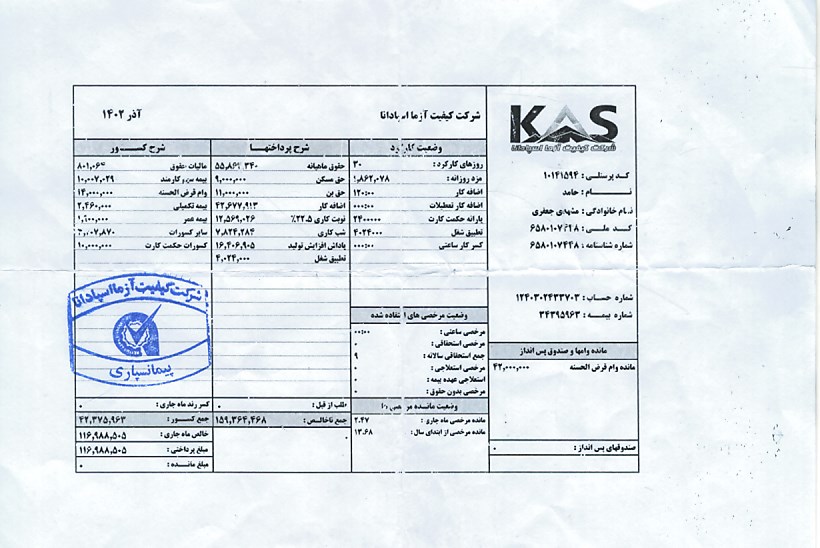 KAS
شرکت کیفیت آزما اسپادانا
شرکت کیفیت آزما اسپادانا
آذر ۱۴۰۲
کد پرسنلی : ۱۰۱۴۱۵۹۴
نام : حامد
نام خانوادگی : مشهدی جعفری
کد ملی :
شماره شناسنامه : ۶۵۸۰۱۰۷۴۴۸
شماره حساب : ۱۲۴۰۳۰۲۴۳۳۷۰۳
شماره بیمه : ۳۴۳۹۵۹۶۳
مانده وامها و صندوق پس انداز
مانده وام قرض الحسنه ۴۲,۰۰۰,۰۰۰
صندوقهای پس انداز : ۰
وضعیت کارکرد
روزهای کارکرد : ۳۰
مزد روزانه : ۱,۸۶۲,۰۷۸
اضافه کار ۱۲۰:۰۰
اضافه کار تعطیلات ۰۰۰:۰۰
یارانه حکمت کارت ۲۴۰۰۰۰۰
تطبیق شغل ۴۰۲۴۰۰۰
کسر کار ساعتی ۰۰۰:۰۰
وضعیت مرخصی های استفاده شده
مرخصی ساعتی : ۰۰:۰۰
مرخصی استحقاقی : ۰
جمع استحقاقی سالانه : ۹
مرخصی استعلاجی : ۰
استعلاجی عهده بیمه : ۰
مرخصی بدون حقوق : ۰
وضعیت مانده مرخصی ها
مانده مرخصی ماه جاری : ۲.۴۷
مانده مرخصی از ابتدای سال : ۱۳.۶۸
شرح پرداختها
حقوق ماهیانه ۵۵,۸۶۲,۳۴۰
حق مسکن ۹,۰۰۰,۰۰۰
حق بن ۱۱,۰۰۰,۰۰۰
اضافه کار ۴۲,۶۷۷,۹۱۳
نوبت کاری ۲۲.۵٪ ۱۲,۵۶۹,۰۲۶
شب کاری ۷,۸۲۴,۲۸۴
پاداش افزایش تولید ۱۶,۴۰۶,۹۰۵
تطبیق شغل ۴,۰۲۴,۰۰۰
طلب از قبل : ۰
جمع ناخالص : ۱۵۹,۳۶۴,۴۶۸
شرح کسور
مالیات حقوق ۸۰۱,۰۶۴
بیمه سهم کارمند ۱۰,۰۰۷,۰۲۹
وام قرض الحسنه ۱۴,۰۰۰,۰۰۰
بیمه تکمیلی ۲,۴۶۰,۰۰۰
بیمه عمر
سایر کسورات
کسورات حکمت کارت ۱۰,۰۰۰,۰۰۰
شرکت کیفیت آزما اسپادانا
پیمانسپاری
کسر رند ماه جاری : ۰
جمع کسور : ۴۲,۳۷۵,۹۶۳
خالص ماه جاری : ۱۱۶,۹۸۸,۵۰۵
مبلغ پرداختی : ۱۱۶,۹۸۸,۵۰۵
مبلغ مانده : ۰